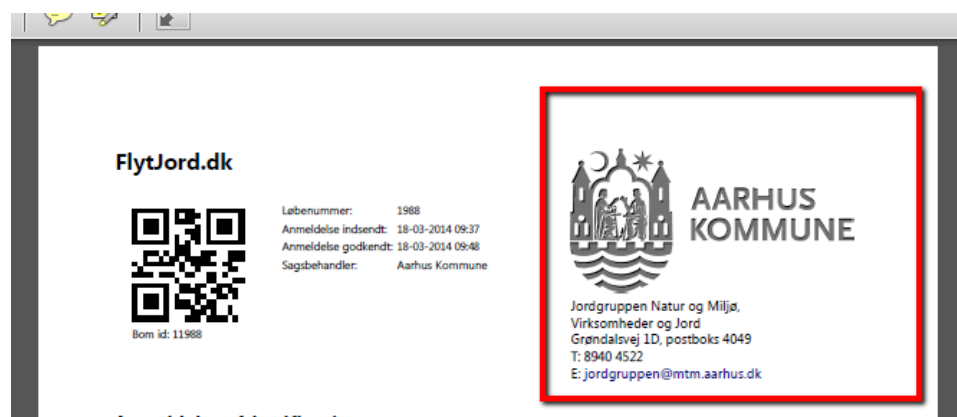 FlytJord.dk
Løbenummer: 1988
Anmeldelse indsendt: 18-03-2014 09:37
Anmeldelse godkendt: 18-03-2014 09:48
Sagsbehandler: Aarhus Kommune
Bom id: 11988
AARHUS
KOMMUNE
Jordgruppen Natur og Miljø,
Virksomheder og Jord
Grøndalsvej 1D, postboks 4049
T: 8940 4522
E: jordgruppen@mtm.aarhus.dk